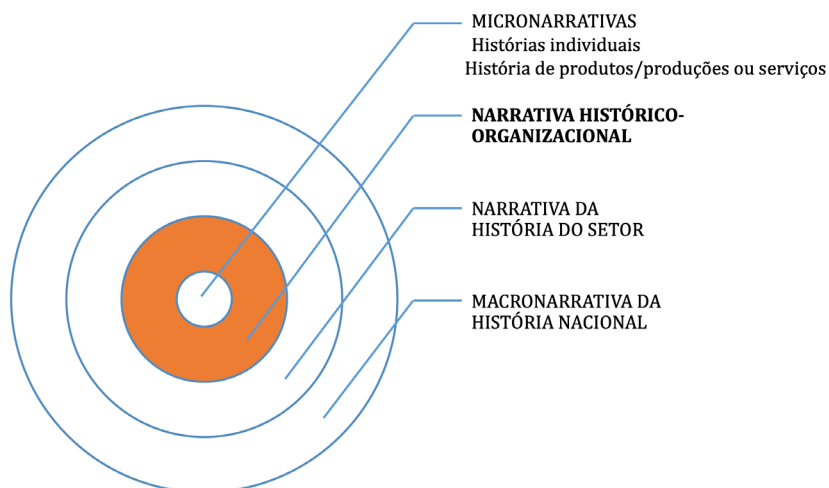 MICRONARRATIVAS
Histórias individuais
História de produtos/produções ou serviços
NARRATIVA HISTÓRICO-
ORGANIZACIONAL
NARRATIVA DA
HISTÓRIA DO SETOR
MACRONARRATIVA DA
HISTÓRIA NACIONAL